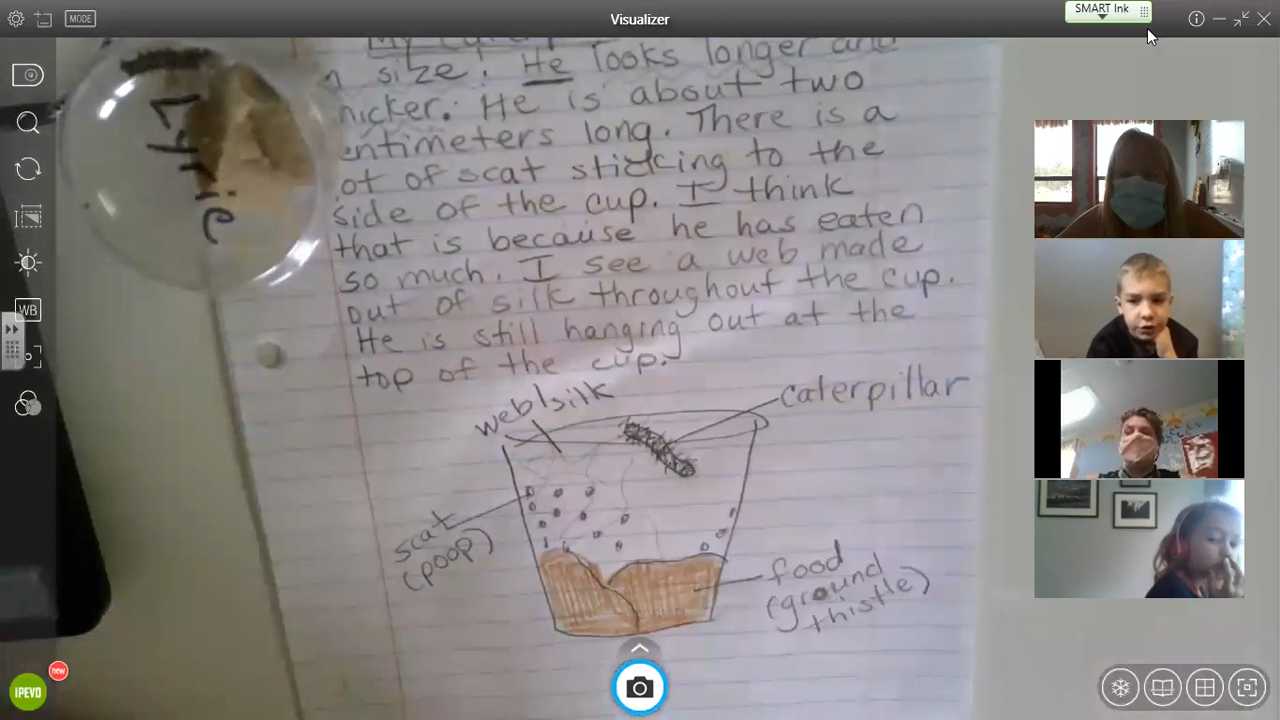 MODE
Visualizer
SMART Ink
n size! He looks longer and
hicker. He is about two
entimeters long. There is a
ot of scat sticking to the
side of the cup. I think
that is because he has eaten
so much. I see a web made
out of silk throughout the cup.
He is still hanging out at the
top of the cup.
Lyric
web/silk
caterpillar
scat
(poop)
food
(ground
thistle)
WB
new
iPEVO